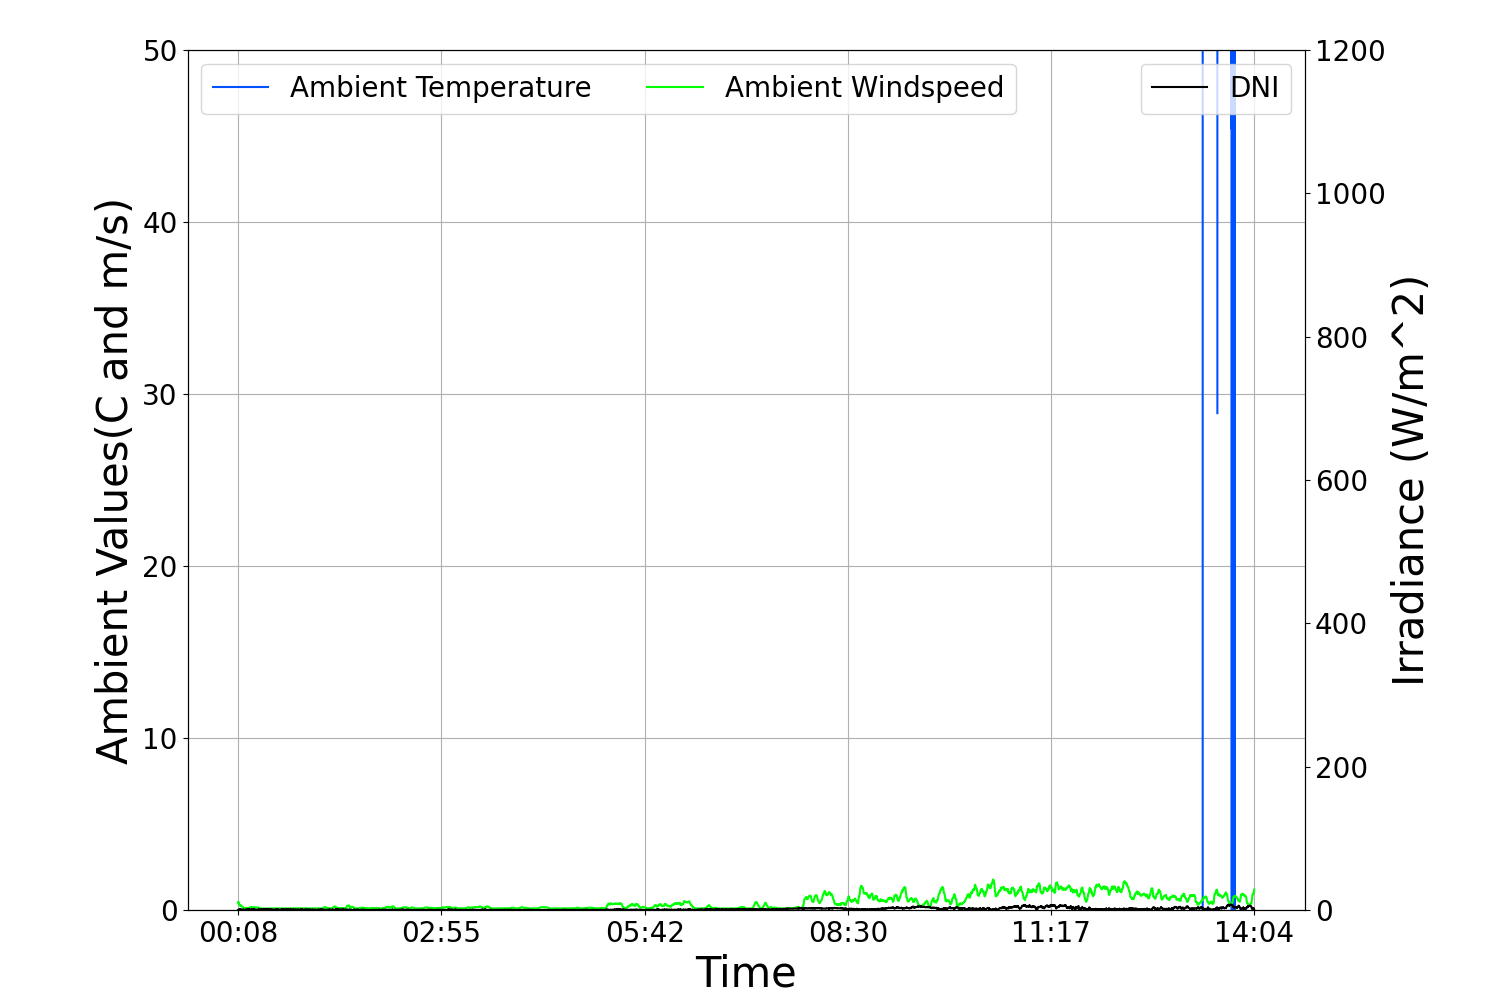 Ambient Temperature
Ambient Windspeed
DNI
Ambient Values(C and m/s)
50
40
30
20
10
0
1200
1000
800
600
400
200
0
Irradiance (W/m^2)
00:08 02:55 05:42 08:30 11:17 14:04
Time